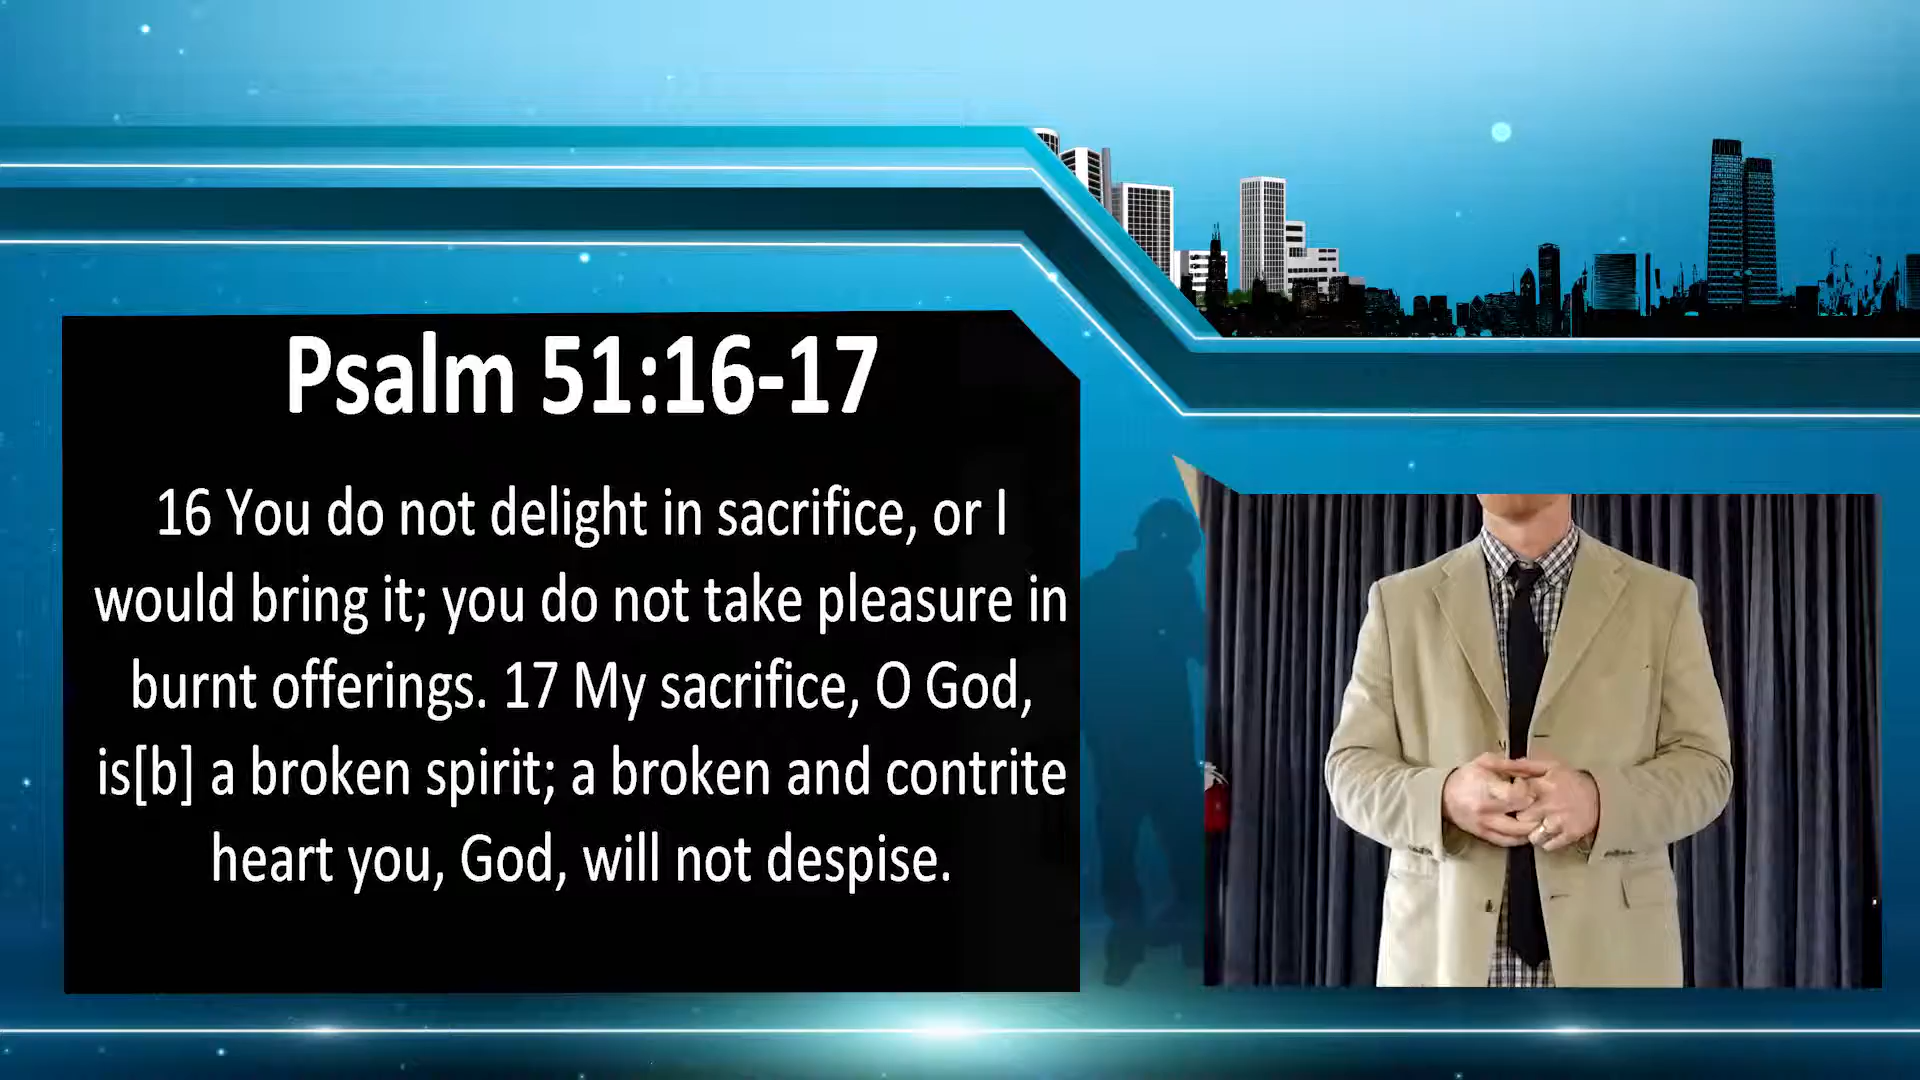 Psalm 51:16-17
16 You do not delight in sacrifice, or I
would bring it; you do not take pleasure in
burnt offerings. 17 My sacrifice, O God,
is[b] a broken spirit; a broken and contrite
heart you, God, will not despise.